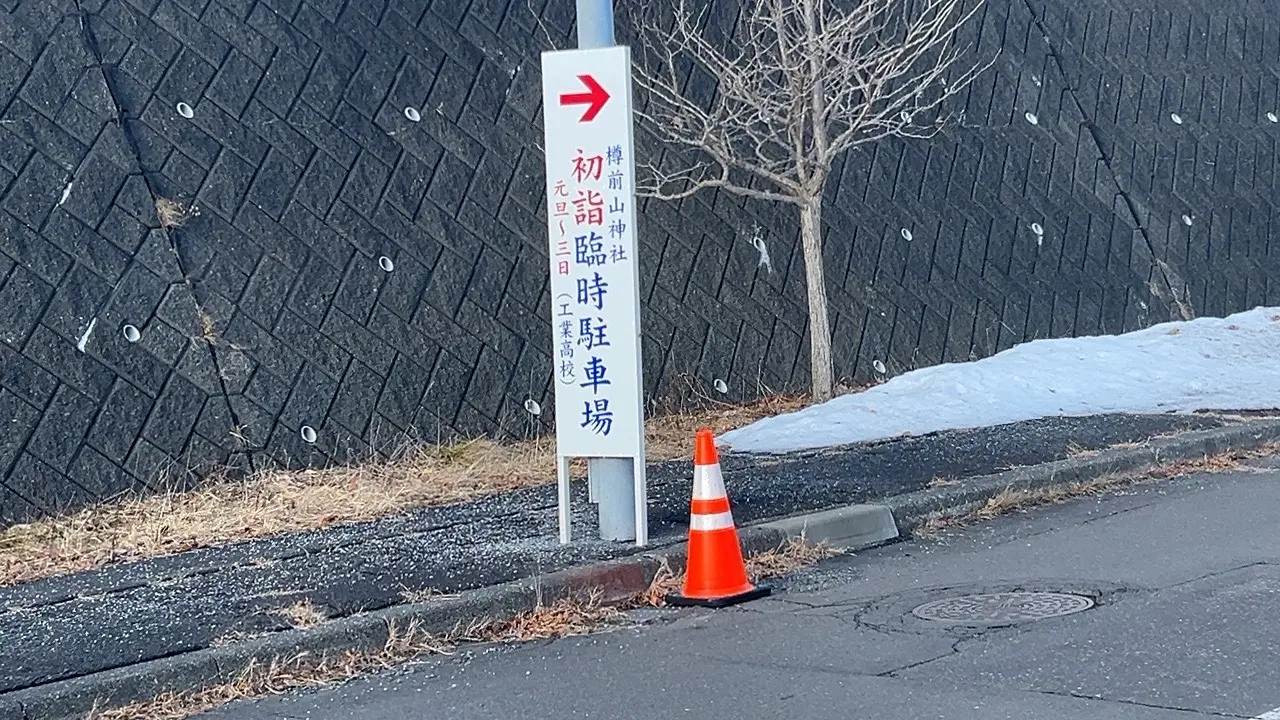 樽前山神社
初詣臨時駐車場
元旦～三日(工業高校)